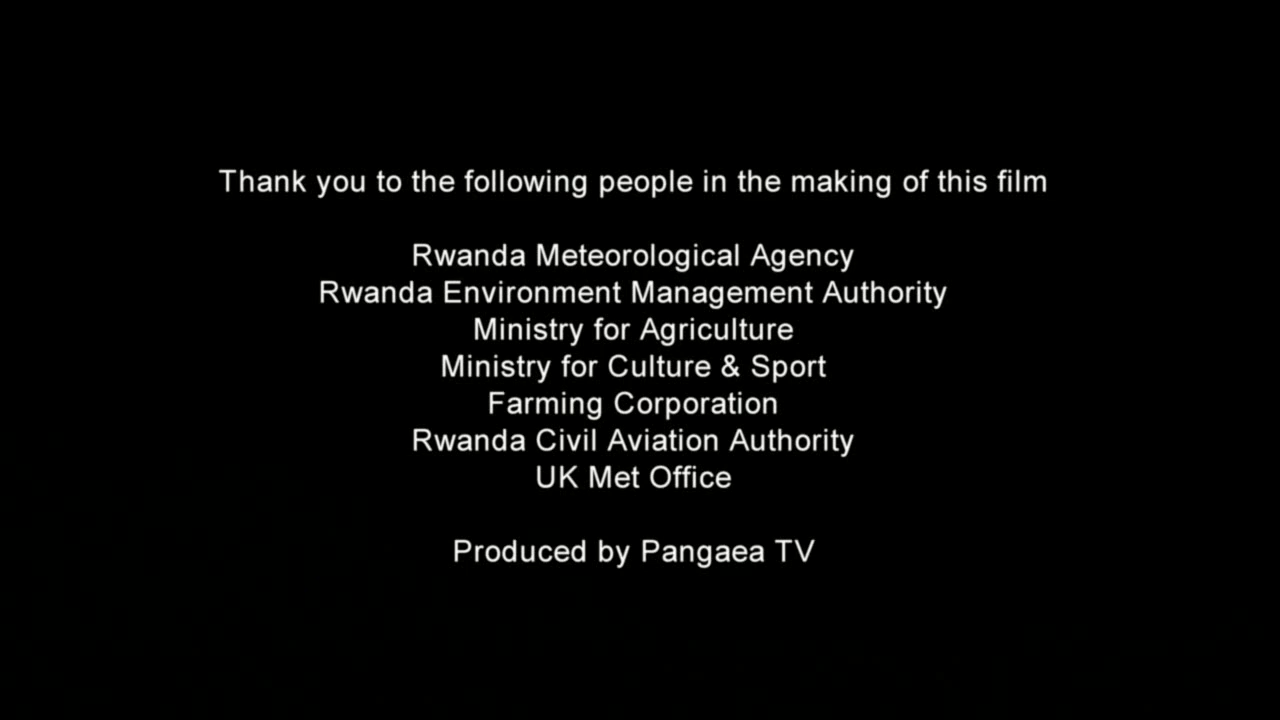 Thank you to the following people in the making of this film
Rwanda Meteorological Agency
Rwanda Environment Management Authority
Ministry for Agriculture
Ministry for Culture & Sport
Farming Corporation
Rwanda Civil Aviation Authority
UK Met Office
Produced by Pangaea TV